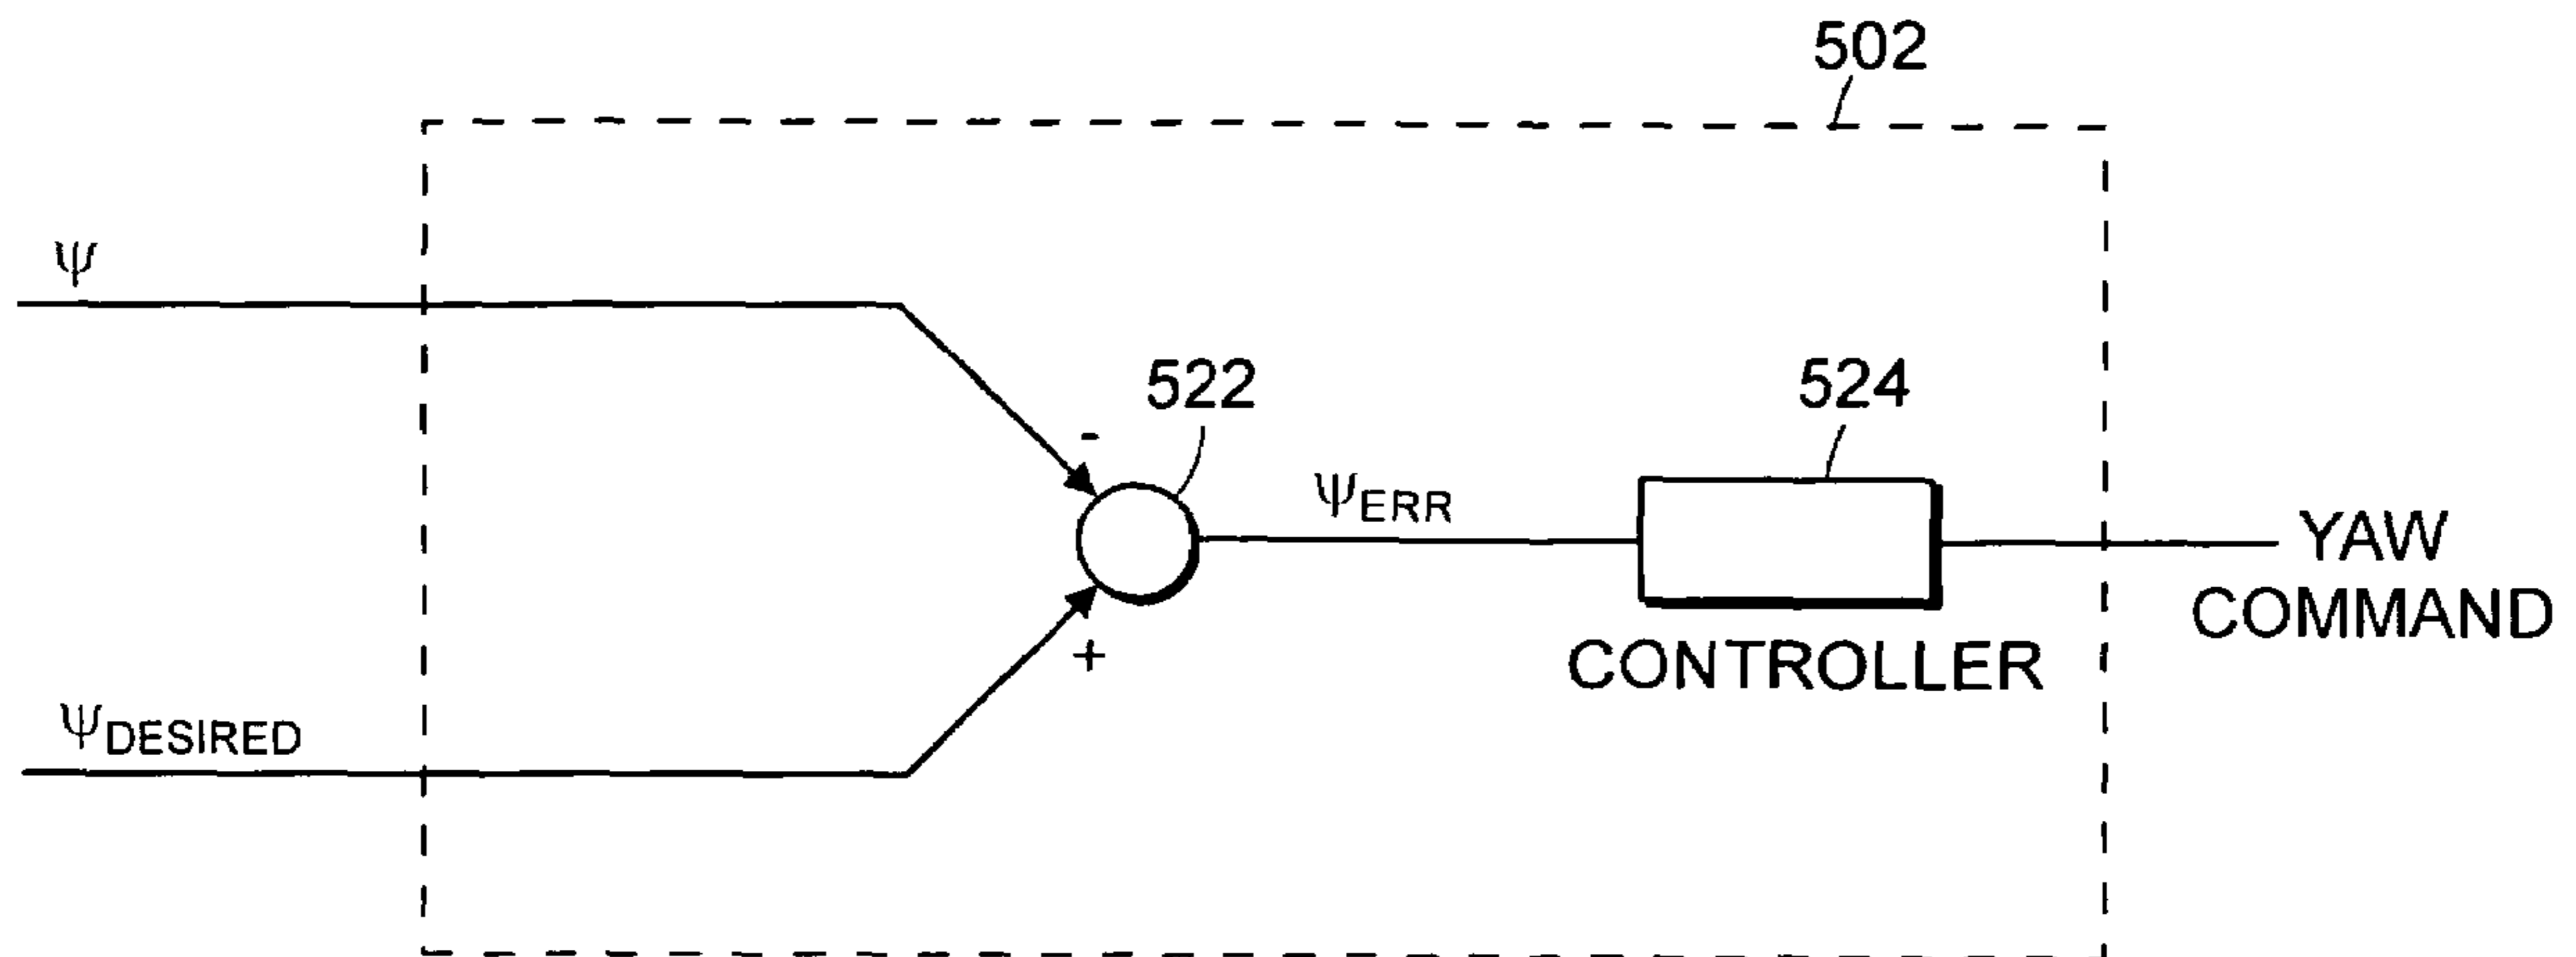 502
ψ
522
524
-
ψERR
YAW
COMMAND
+
CONTROLLER
ψDESIRED